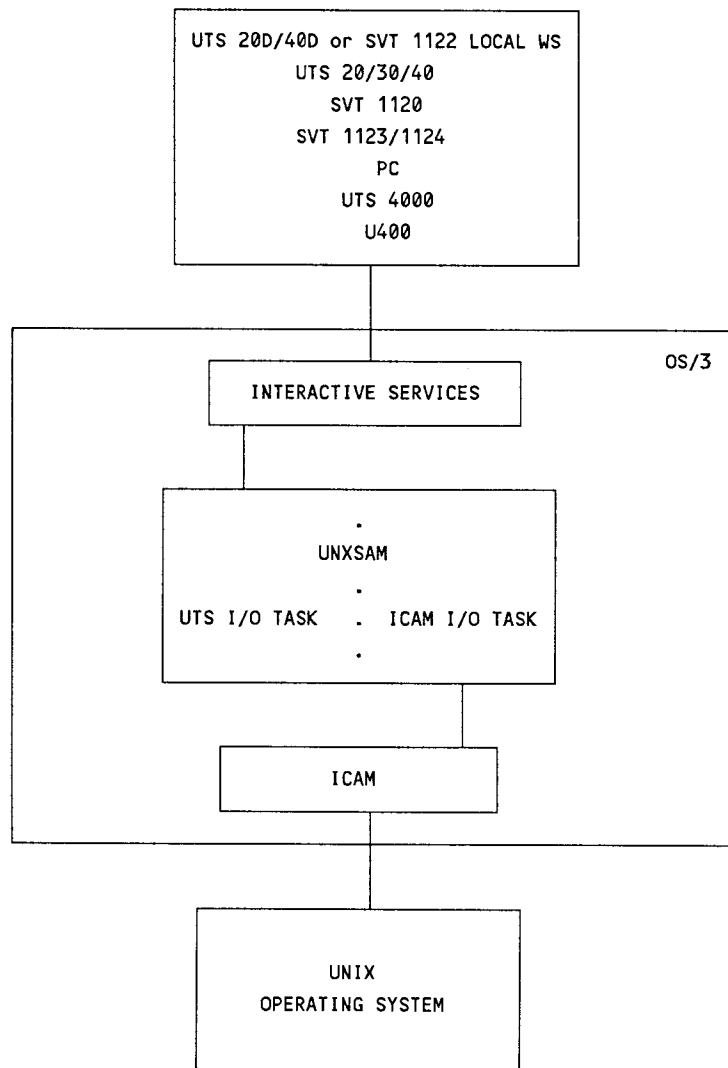 UTS 20D/40D or SVT 1122 LOCAL WS
UTS 20/30/40
SVT 1120
SVT 1123/1124
PC
UTS 4000
U400
OS/3
INTERACTIVE SERVICES
.
UNXSAM
.
UTS I/O TASK . ICAM I/O TASK
.
ICAM
UNIX
OPERATING SYSTEM